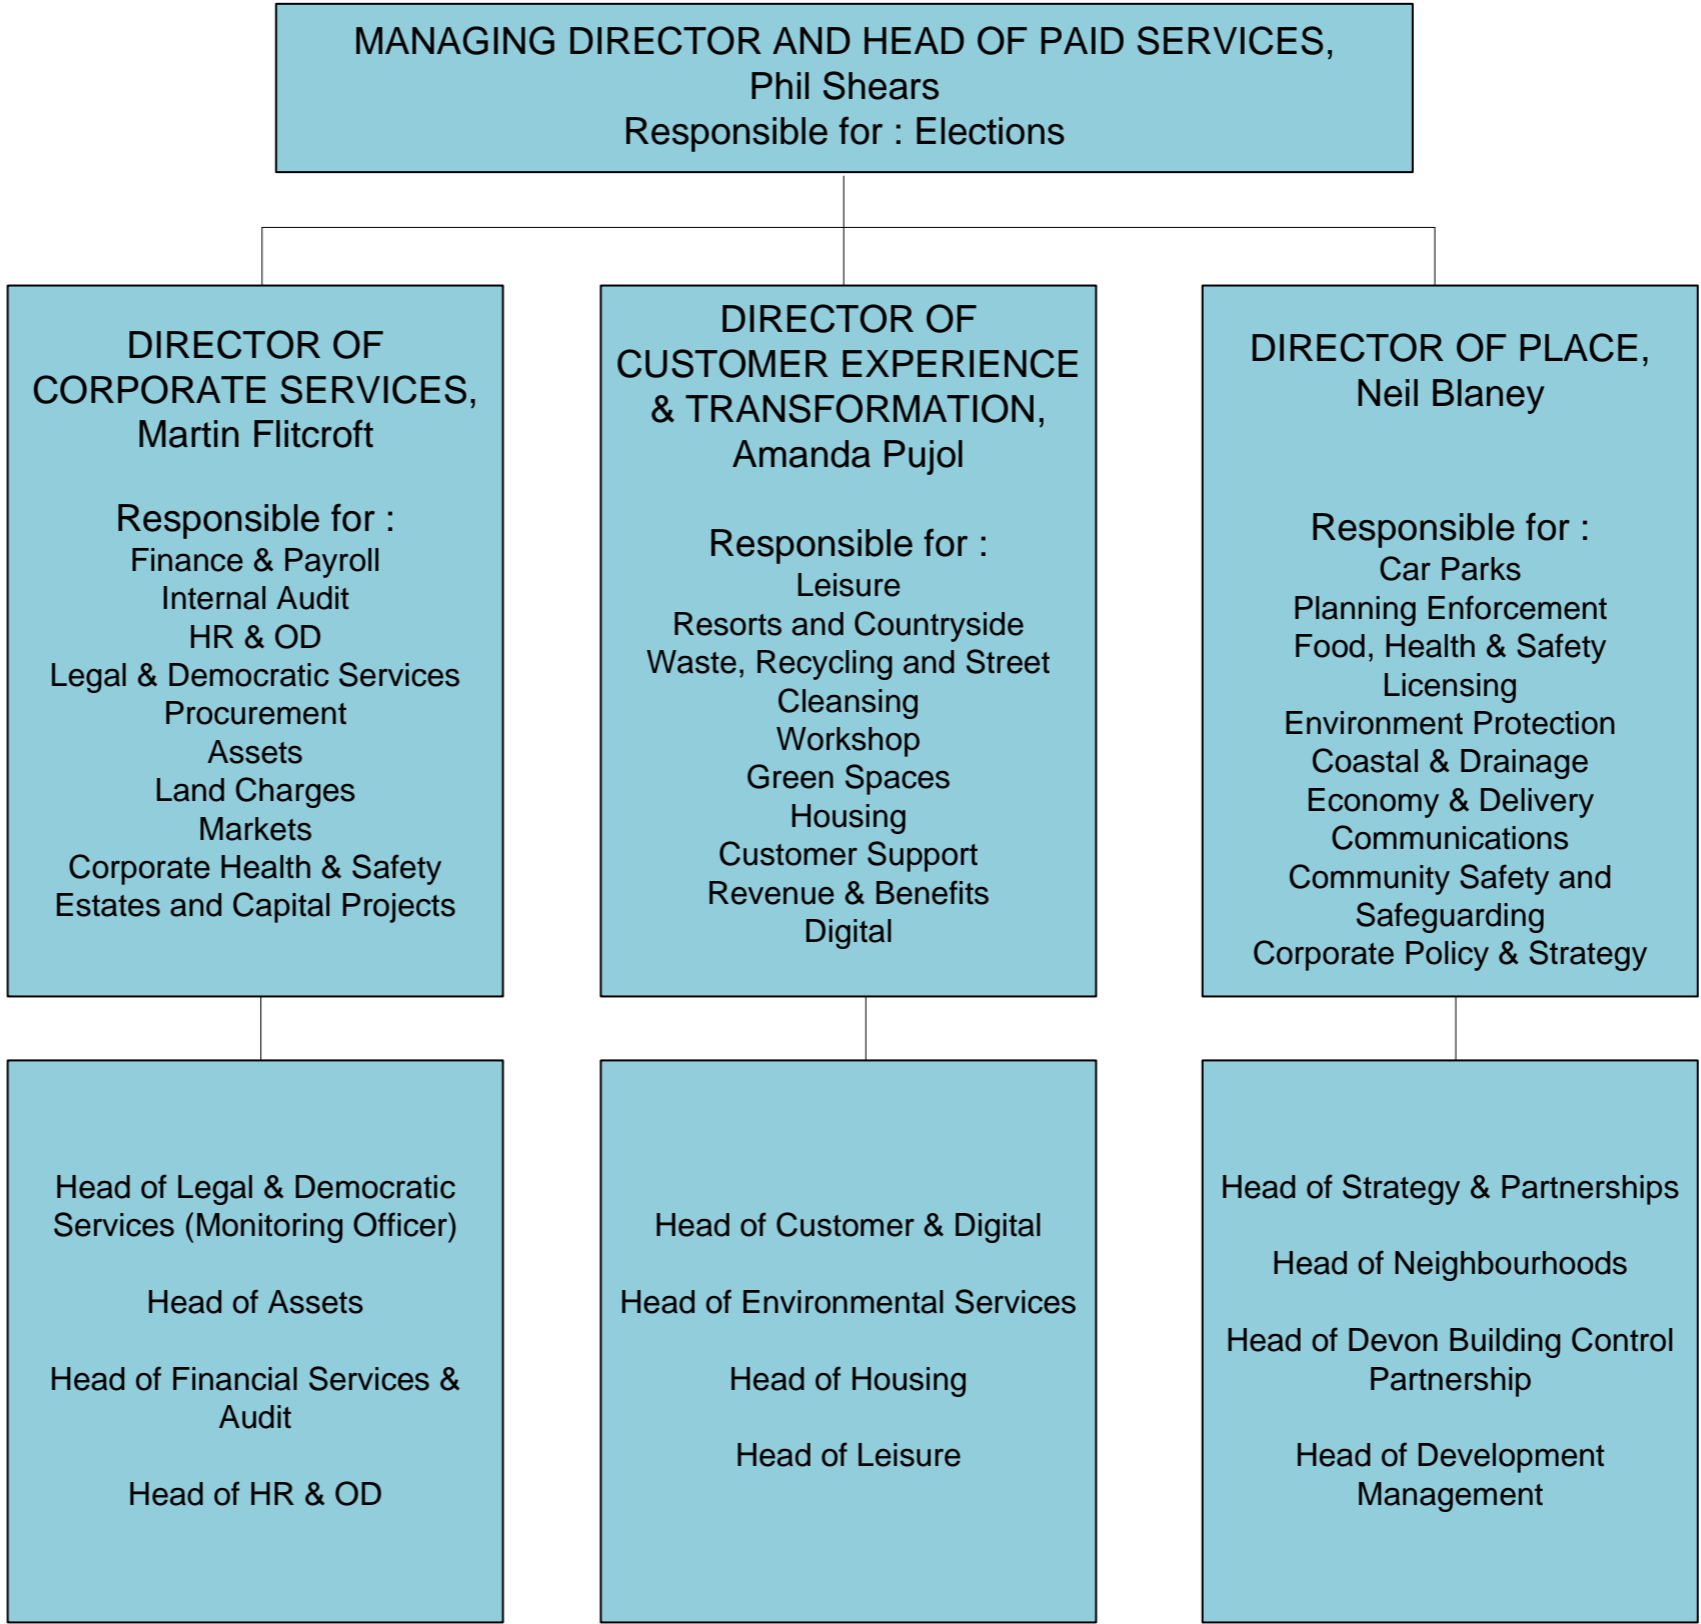 MANAGING DIRECTOR AND HEAD OF PAID SERVICES,
Phil Shears
Responsible for : Elections
DIRECTOR OF
CORPORATE SERVICES,
Martin Flitcroft
Responsible for :
Finance & Payroll
Internal Audit
HR & OD
Legal & Democratic Services
Procurement
Assets
Land Charges
Markets
Corporate Health & Safety
Estates and Capital Projects
DIRECTOR OF
CUSTOMER EXPERIENCE
& TRANSFORMATION,
Amanda Pujol
Responsible for :
Leisure
Resorts and Countryside
Waste, Recycling and Street
Cleansing
Workshop
Green Spaces
Housing
Customer Support
Revenue & Benefits
Digital
DIRECTOR OF PLACE,
Neil Blaney
Responsible for :
Car Parks
Planning Enforcement
Food, Health & Safety
Licensing
Environment Protection
Coastal & Drainage
Economy & Delivery
Communications
Community Safety and
Safeguarding
Corporate Policy & Strategy
Head of Legal & Democratic
Services (Monitoring Officer)
Head of Assets
Head of Financial Services &
Audit
Head of HR & OD
Head of Customer & Digital
Head of Environmental Services
Head of Housing
Head of Leisure
Head of Strategy & Partnerships
Head of Neighbourhoods
Head of Devon Building Control
Partnership
Head of Development
Management